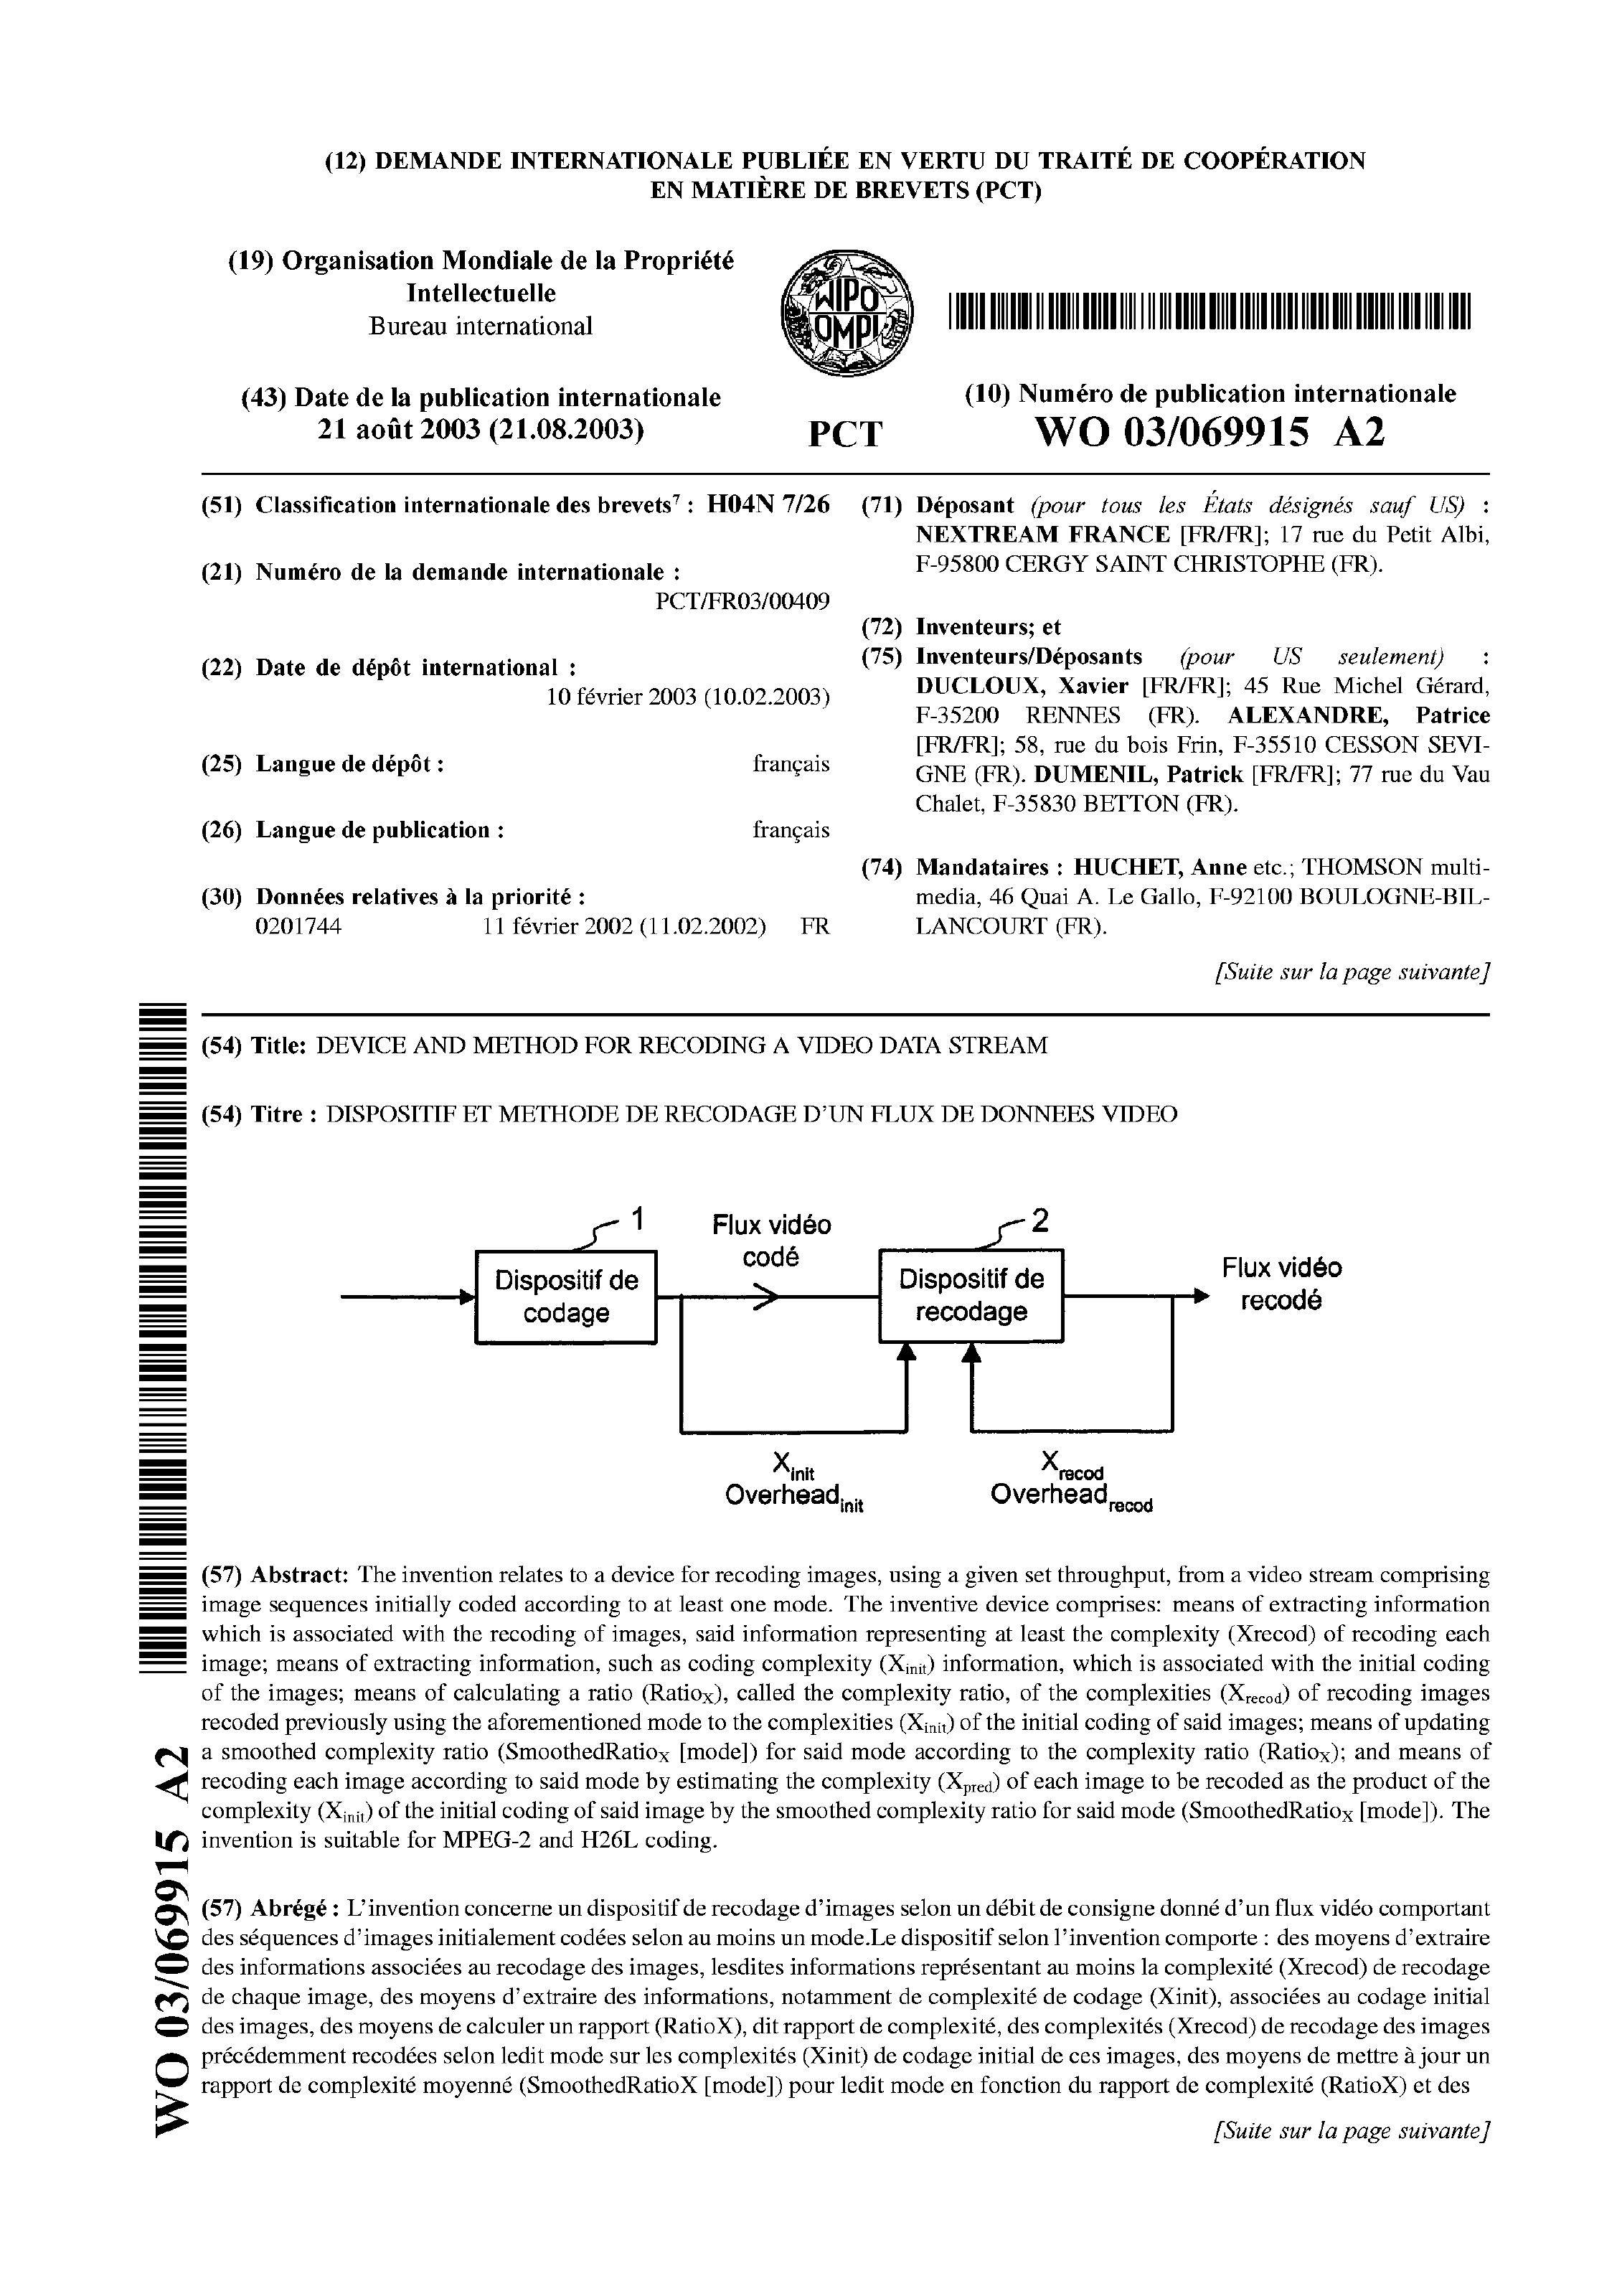 (12) DEMANDE INTERNATIONALE PUBLIÉE EN VERTU DU TRAITÉ DE COOPÉRATION
EN MATIÈRE DE BREVETS (PCT)
(19) Organisation Mondiale de la Propriété
Intellectuelle
Bureau international
WIPO
OMPI
(43) Date de la publication internationale
21 août 2003 (21.08.2003)
PCT
(10) Numéro de publication internationale
WO 03/069915 A2
(51) Classification internationale des brevets⁷ : H04N 7/26
(21) Numéro de la demande internationale :
PCT/FR03/00409
(22) Date de dépôt international :
10 février 2003 (10.02.2003)
(25) Langue de dépôt : français
(26) Langue de publication : français
(30) Données relatives à la priorité :
0201744 11 février 2002 (11.02.2002) FR
(71) Déposant (pour tous les États désignés sauf US) :
NEXTREAM FRANCE [FR/FR]; 17 rue du Petit Albi,
F-95800 CERGY SAINT CHRISTOPHE (FR).
(72) Inventeurs; et
(75) Inventeurs/Déposants (pour US seulement) :
DUCLOUX, Xavier [FR/FR]; 45 Rue Michel Gérard,
F-35200 RENNES (FR). ALEXANDRE, Patrice
[FR/FR]; 58, rue du bois Frin, F-35510 CESSON SEVI-
GNE (FR). DUMENIL, Patrick [FR/FR]; 77 rue du Vau
Chalet, F-35830 BETTON (FR).
(74) Mandataires : HUCHET, Anne etc.; THOMSON multi-
media, 46 Quai A. Le Gallo, F-92100 BOULOGNE-BIL-
LANCOURT (FR).
[Suite sur la page suivante]
(54) Title: DEVICE AND METHOD FOR RECODING A VIDEO DATA STREAM
(54) Titre : DISPOSITIF ET METHODE DE RECODAGE D'UN FLUX DE DONNEES VIDEO
1
Dispositif de
codage
Flux vidéo
codé
2
Dispositif de
recodage
Flux vidéo
recodé
Xinit
Overheadinit
Xrecod
Overheadrecod
(57) Abstract: The invention relates to a device for recoding images, using a given set throughput, from a video stream comprising
image sequences initially coded according to at least one mode. The inventive device comprises: means of extracting information
which is associated with the recoding of images, said information representing at least the complexity (Xrecod) of recoding each
image; means of extracting information, such as coding complexity (Xinit) information, which is associated with the initial coding
of the images; means of calculating a ratio (RatioX), called the complexity ratio, of the complexities (Xrecod) of recoding images
recoded previously using the aforementioned mode to the complexities (Xinit) of the initial coding of said images; means of updating
a smoothed complexity ratio (SmoothedRatioX [mode]) for said mode according to the complexity ratio (RatioX); and means of
recoding each image according to said mode by estimating the complexity (Xpred) of each image to be recoded as the product of the
complexity (Xinit) of the initial coding of said image by the smoothed complexity ratio for said mode (SmoothedRatioX [mode]). The
invention is suitable for MPEG-2 and H26L coding.
(57) Abrégé : L'invention concerne un dispositif de recodage d'images selon un débit de consigne donné d'un flux vidéo comportant
des séquences d'images initialement codées selon au moins un mode.Le dispositif selon l'invention comporte : des moyens d'extraire
des informations associées au recodage des images, lesdites informations représentant au moins la complexité (Xrecod) de recodage
de chaque image, des moyens d'extraire des informations, notamment de complexité de codage (Xinit), associées au codage initial
des images, des moyens de calculer un rapport (RatioX), dit rapport de complexité, des complexités (Xrecod) de recodage des images
précédemment recodées selon ledit mode sur les complexités (Xinit) de codage initial de ces images, des moyens de mettre à jour un
rapport de complexité moyenné (SmoothedRatioX [mode]) pour ledit mode en fonction du rapport de complexité (RatioX) et des
[Suite sur la page suivante]
WO 03/069915 A2